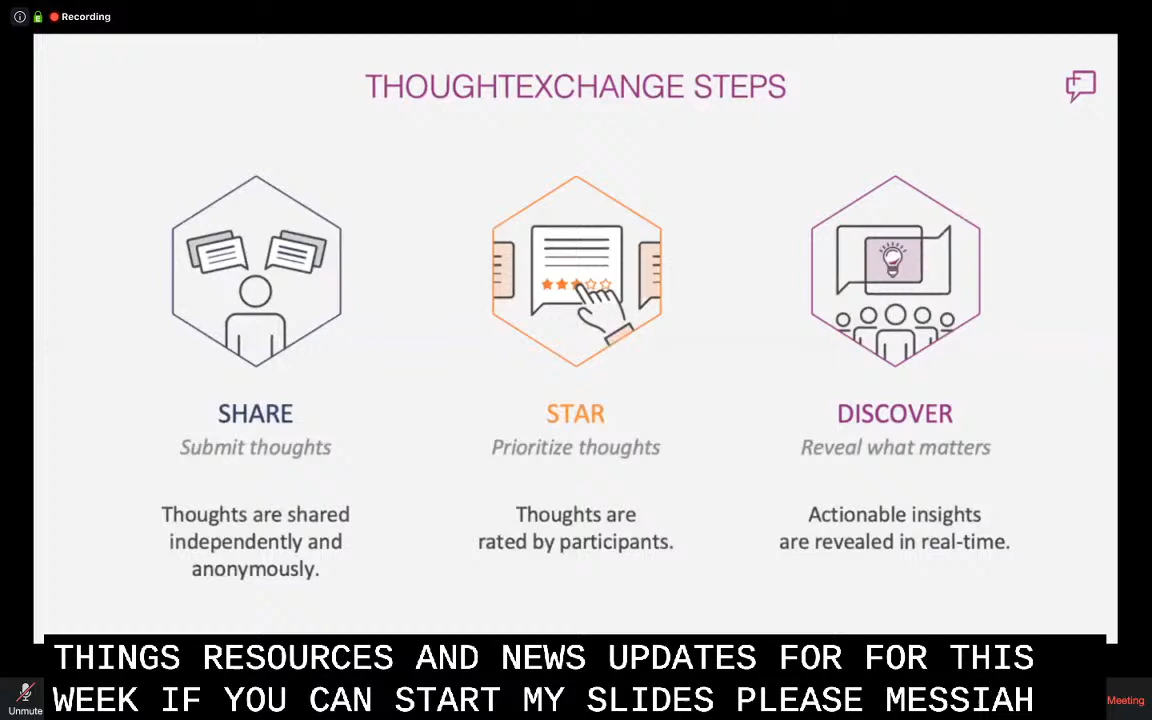 Recording
THOUGHTEXCHANGE STEPS
SHARE
Submit thoughts
Thoughts are shared
independently and
anonymously.
STAR
Prioritize thoughts
Thoughts are
rated by participants.
DISCOVER
Reveal what matters
Actionable insights
are revealed in real-time.
THINGS RESOURCES AND NEWS UPDATES FOR FOR THIS
WEEK IF YOU CAN START MY SLIDES PLEASE MESSIAH
Unmute
Meeting